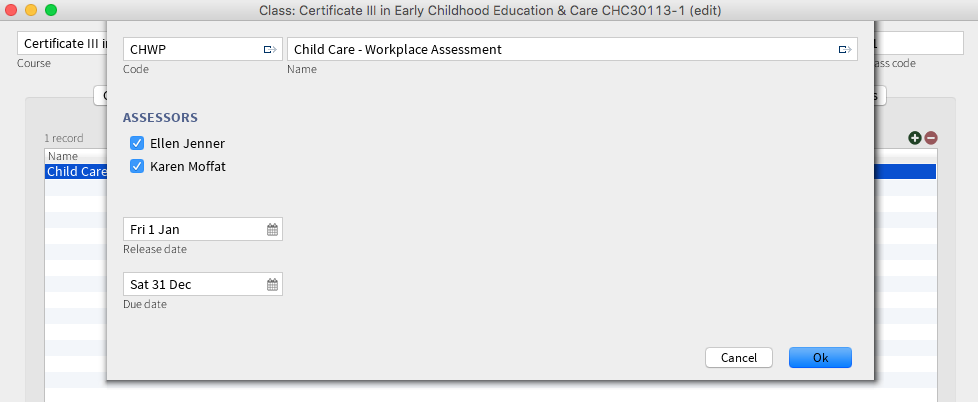 Class: Certificate III in Early Childhood Education & Care CHC30113-1 (edit)
Certificate III in
CHWP
Child Care - Workplace Assessment
1
Course
Code
Name
ass code
ASSESSORS
Ellen Jenner
1 record
Name
Karen Moffat
Child Care
Fri 1 Jan
Release date
Sat 31 Dec
Due date
Cancel
Ok